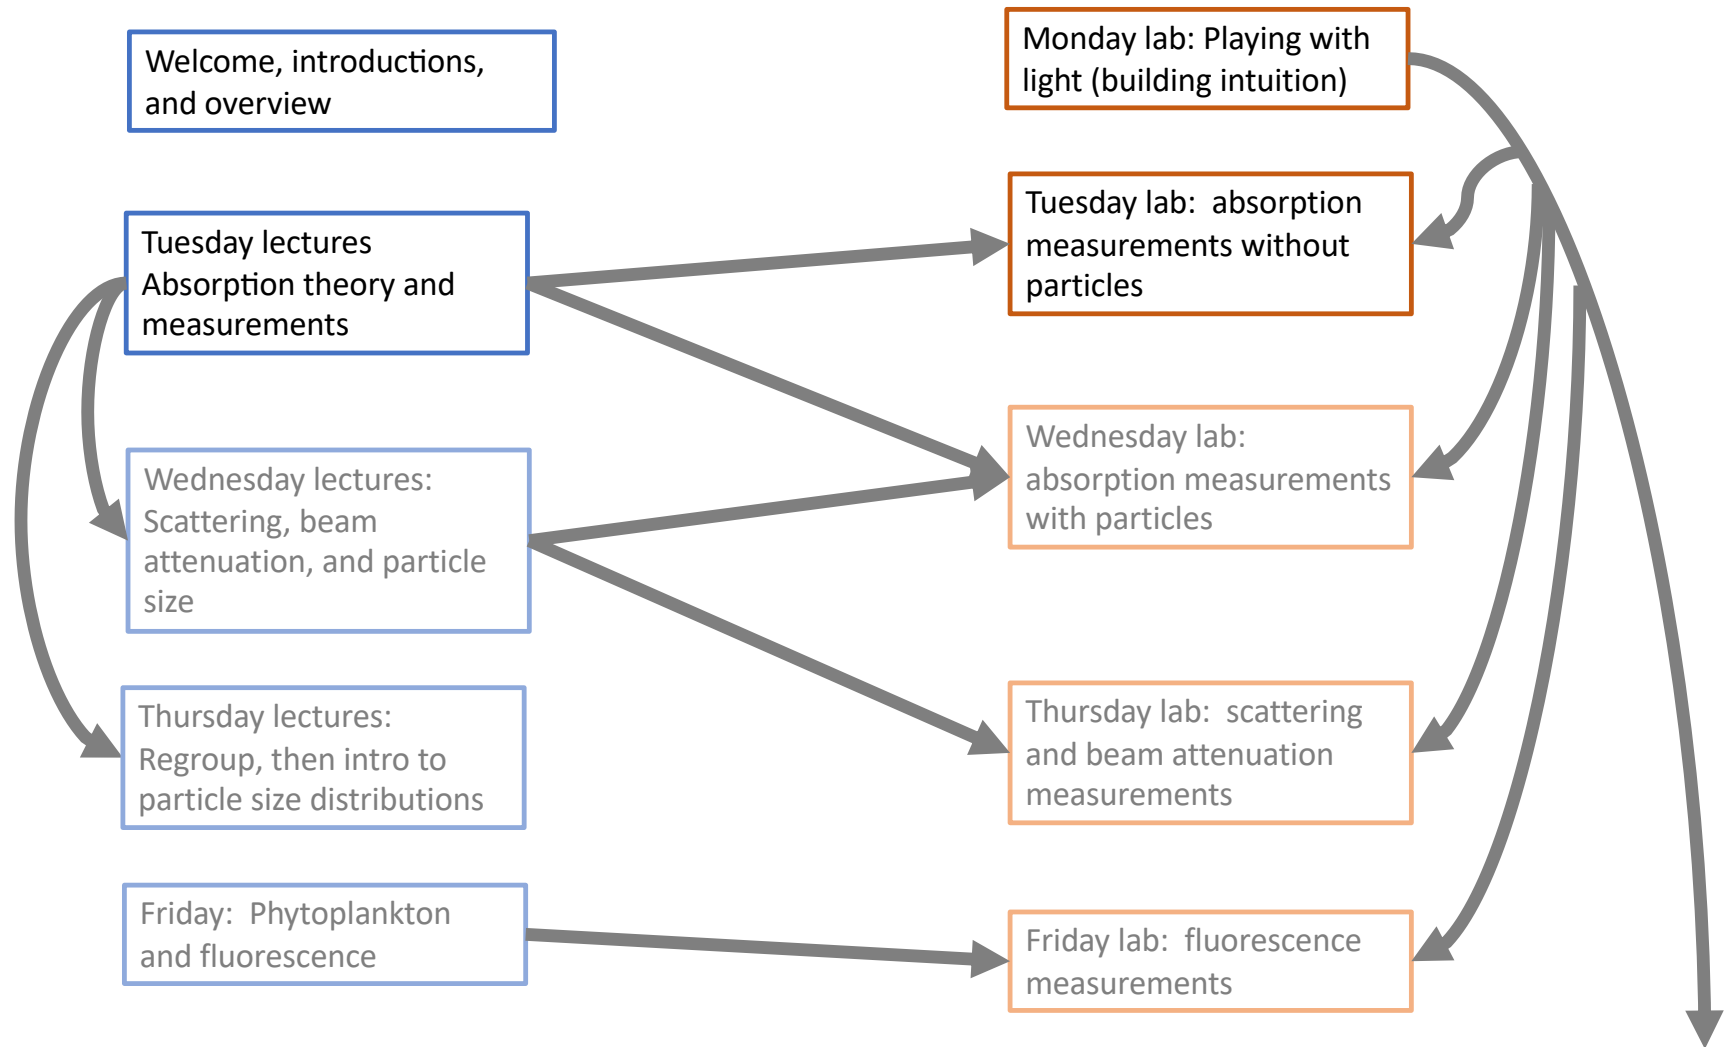 Welcome, introductions,
and overview
Monday lab: Playing with
light (building intuition)
Tuesday lectures
Absorption theory and
measurements
Tuesday lab:  absorption
measurements without
particles
Wednesday lectures:
Scattering, beam
attenuation, and particle
size
Wednesday lab:
absorption measurements
with particles
Thursday lectures:
Regroup, then intro to
particle size distributions
Thursday lab:  scattering
and beam attenuation
measurements
Friday:  Phytoplankton
and fluorescence
Friday lab:  fluorescence
measurements